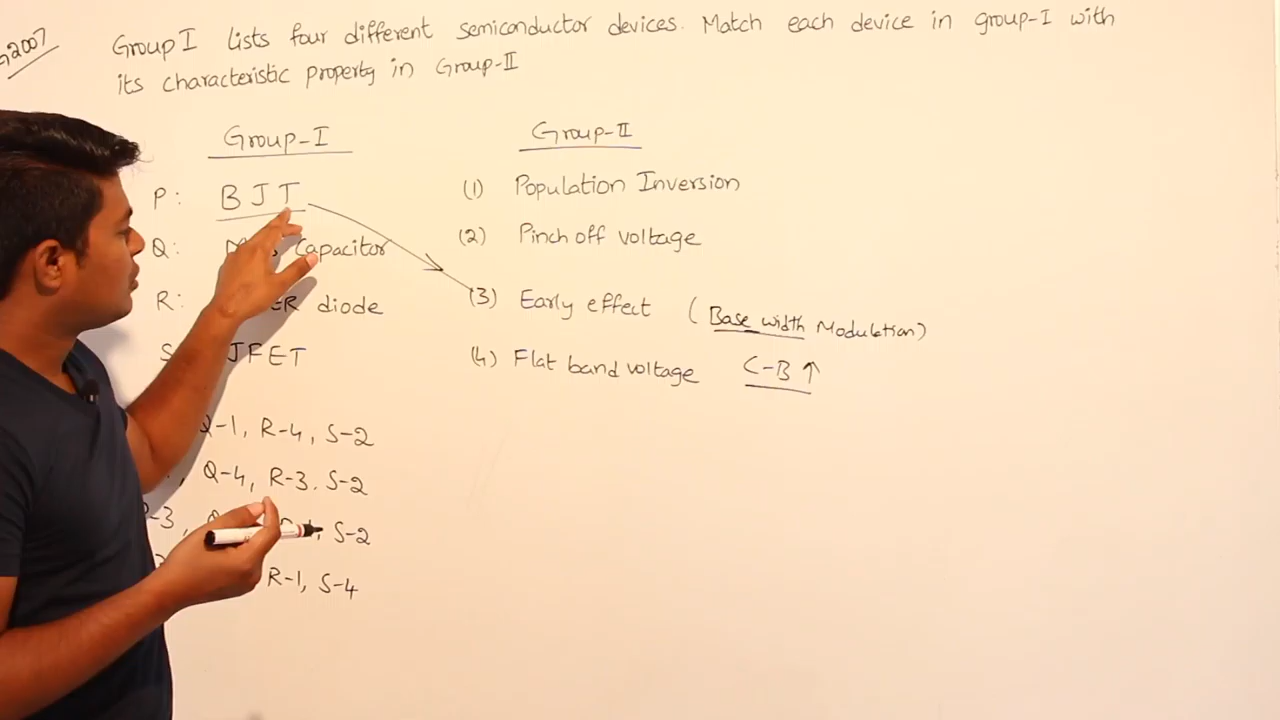 G2007
Group I Lists four different semiconductor devices. Match each device in group-I with
its characteristic property in Group-II
Group-I Group-II
P: BJT (1) Population Inversion
Q: Capacitor (2) Pinch off voltage
R: diode (3) Early effect (Base width Modulation)
S JFET (4) Flat band voltage C-B ↑
Q-1, R-4, S-2
, Q-4, R-3. S-2
-3, S-2
R-1, S-4